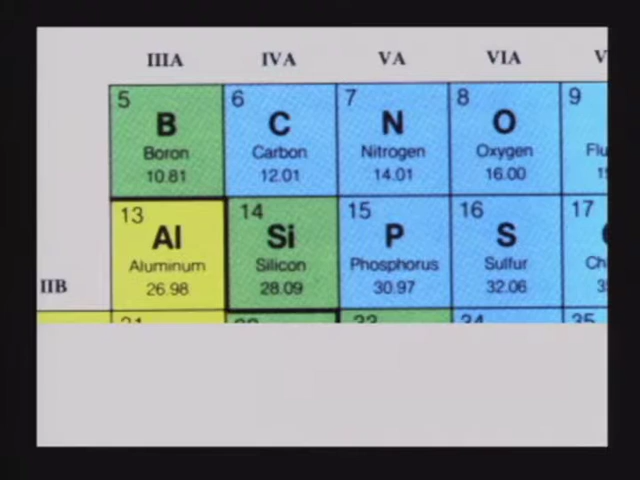 IIIA IVA VA VIA V
5 6 7 8 9
B C N O
Boron Carbon Nitrogen Oxygen Flu
10.81 12.01 14.01 16.00
13 14 15 16 17
Al Si P S
Aluminum Silicon Phosphorus Sulfur Ch
IIB 26.98 28.09 30.97 32.06